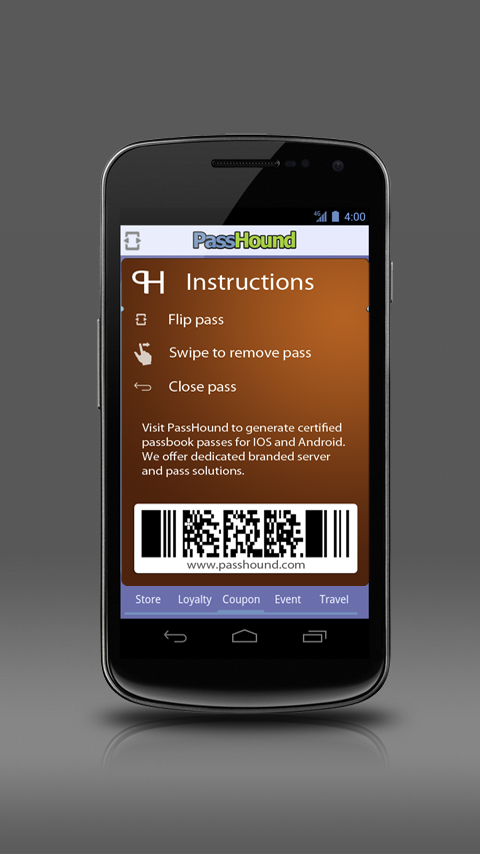 4G 4:00
PassHound
PH Instructions
Flip pass
Swipe to remove pass
Close pass
Visit PassHound to generate certified
passbook passes for IOS and Android.
We offer dedicated branded server
and pass solutions.
www.passhound.com
Store Loyalty Coupon Event Travel